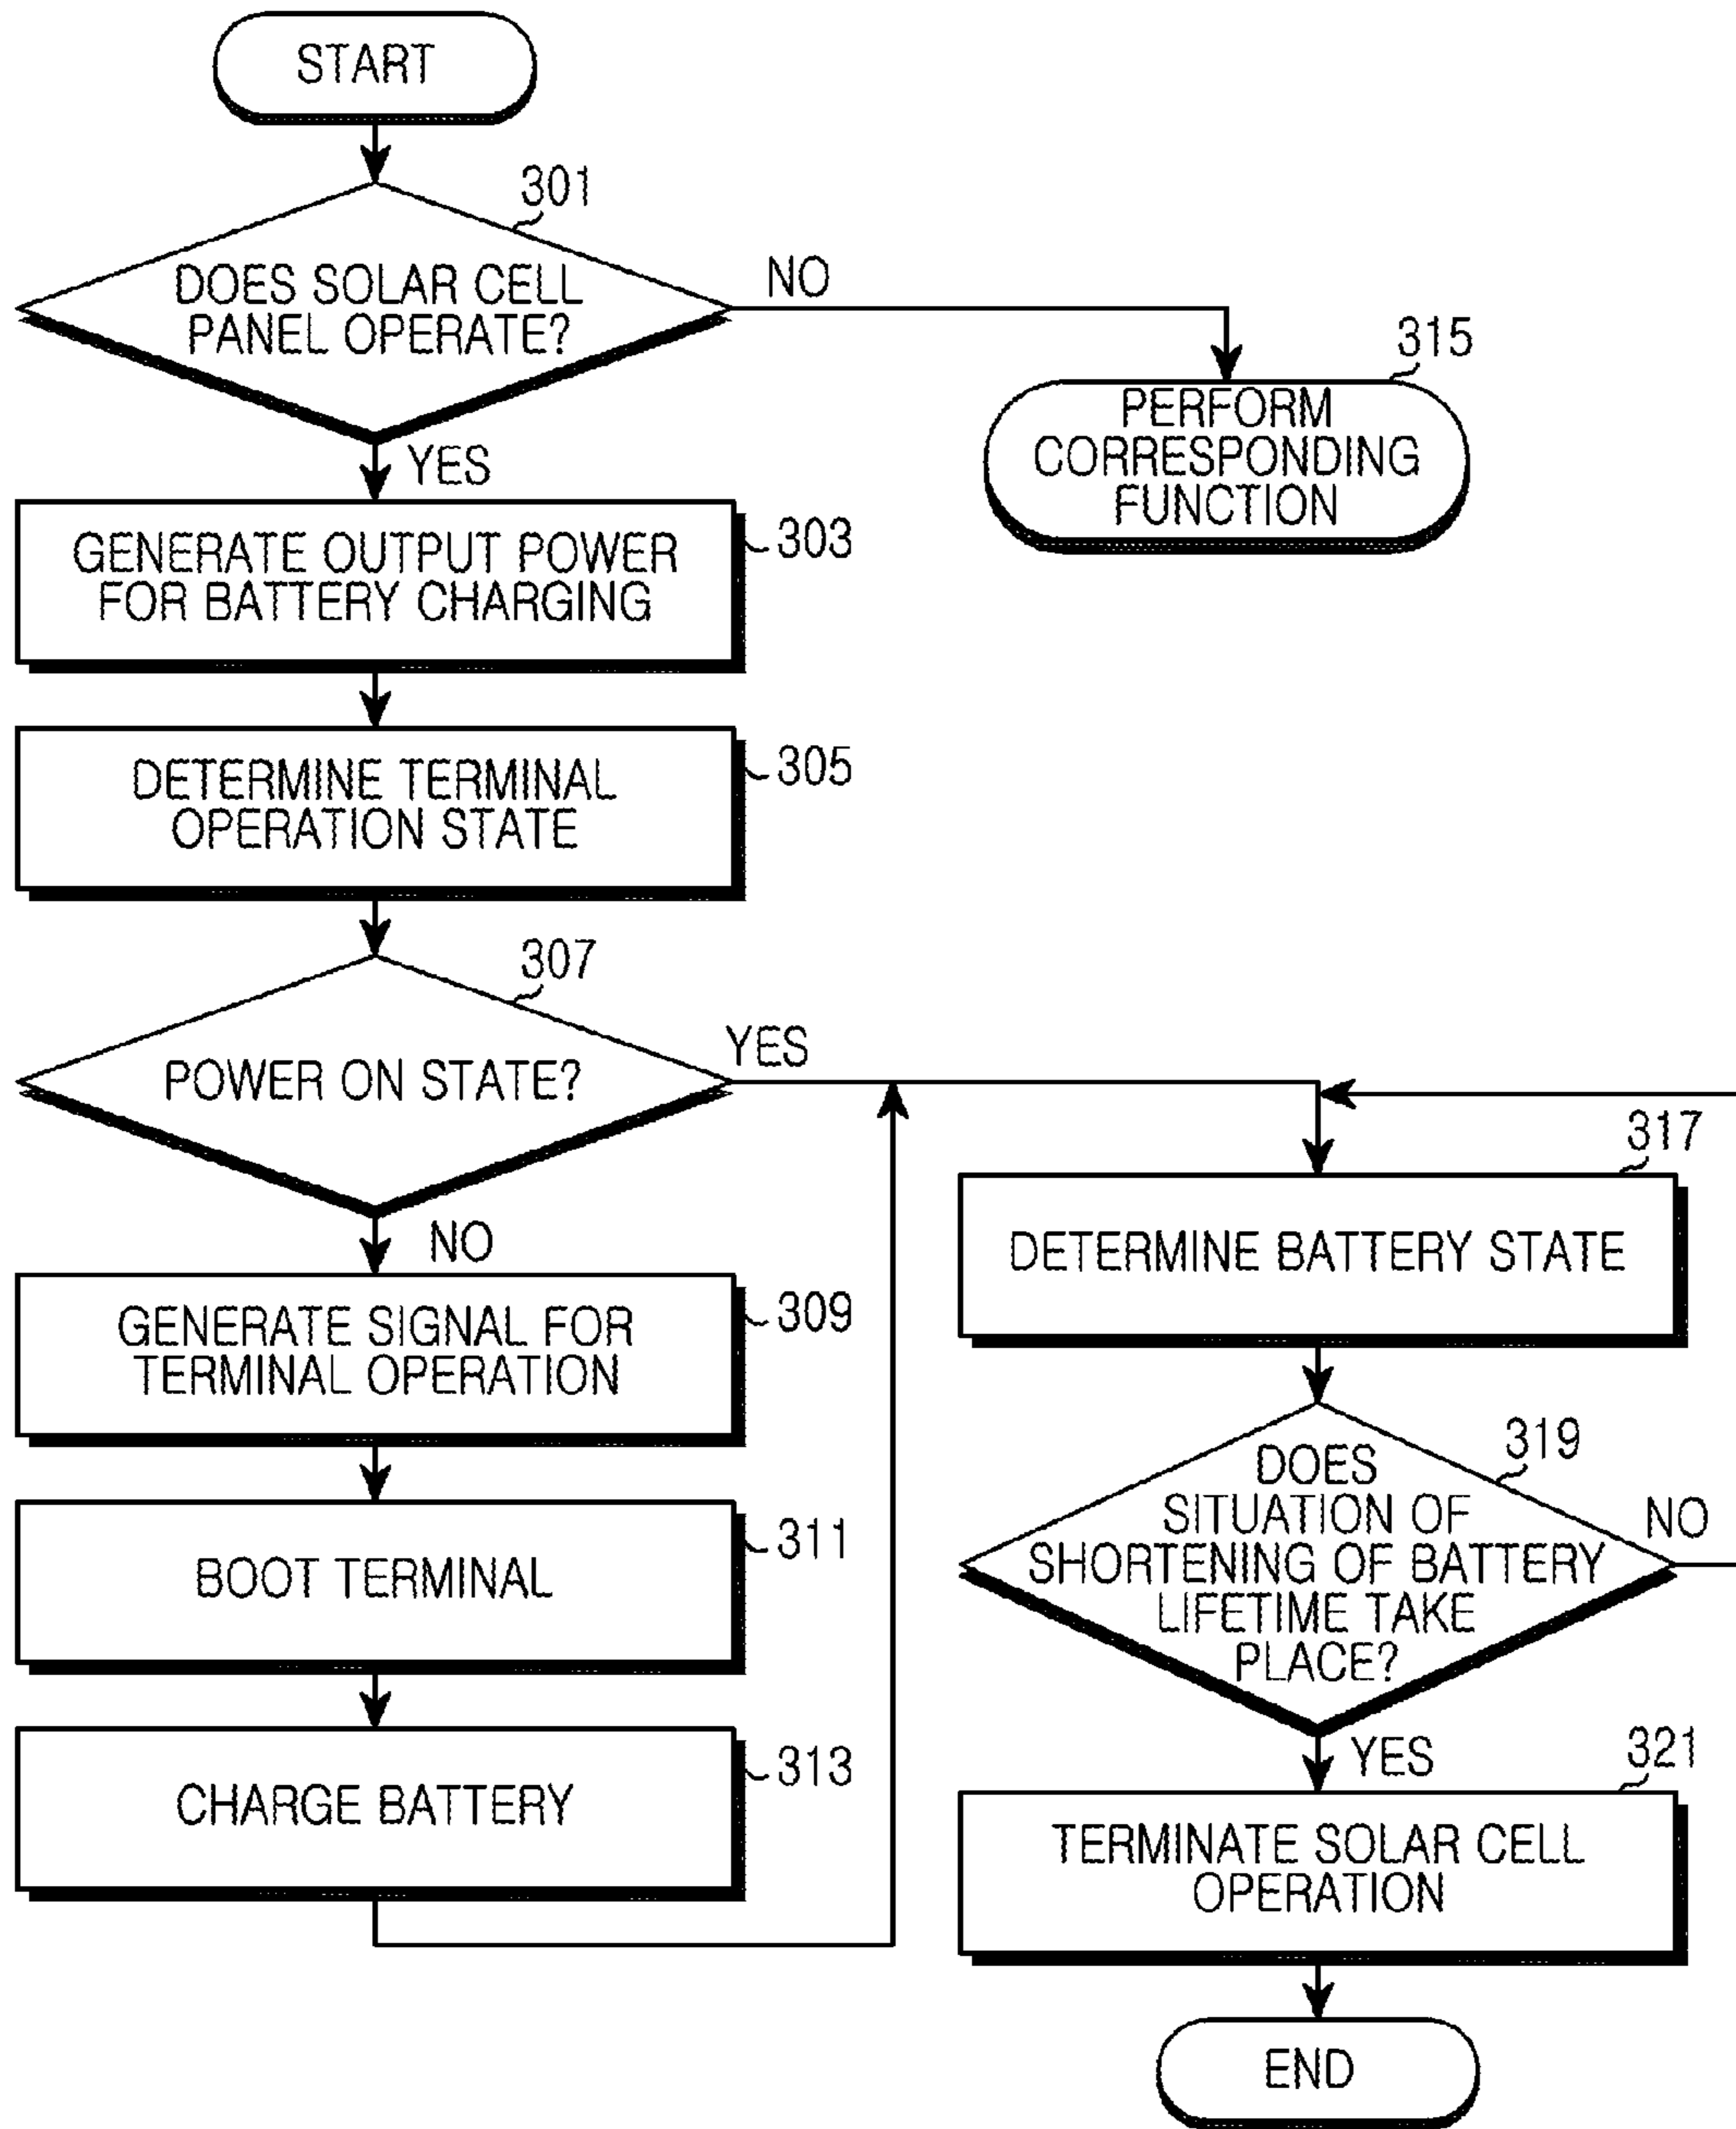 START
301
DOES SOLAR CELL
PANEL OPERATE?
NO
YES
315
PERFORM
CORRESPONDING
FUNCTION
303
GENERATE OUTPUT POWER
FOR BATTERY CHARGING
305
DETERMINE TERMINAL
OPERATION STATE
307
POWER ON STATE?
YES
NO
309
GENERATE SIGNAL FOR
TERMINAL OPERATION
311
BOOT TERMINAL
313
CHARGE BATTERY
317
DETERMINE BATTERY STATE
319
DOES
SITUATION OF
SHORTENING OF BATTERY
LIFETIME TAKE
PLACE?
NO
YES
321
TERMINATE SOLAR CELL
OPERATION
END